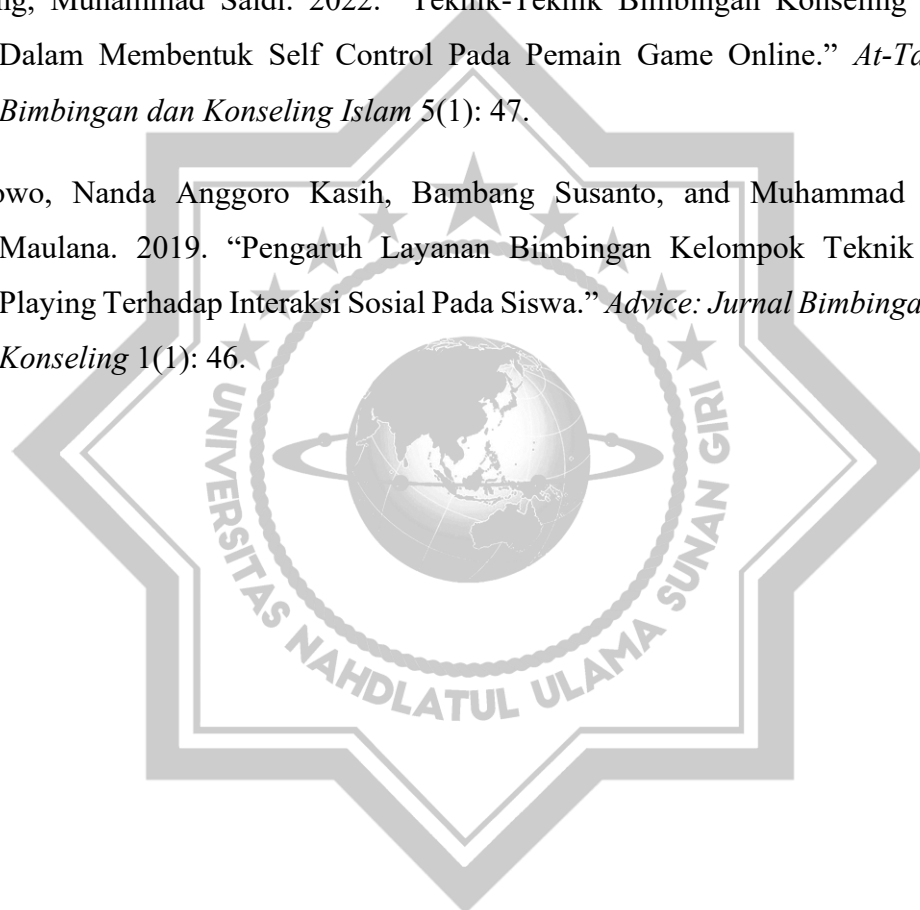 ng, Muhammad Saidi. 2022. “Teknik-Teknik Bimbingan Konseling
Dalam Membentuk Self Control Pada Pemain Game Online.” At-Ta
Bimbingan dan Konseling Islam 5(1): 47.
owo, Nanda Anggoro Kasih, Bambang Susanto, and Muhammad
Maulana. 2019. “Pengaruh Layanan Bimbingan Kelompok Teknik
Playing Terhadap Interaksi Sosial Pada Siswa.” Advice: Jurnal Bimbinga
Konseling 1(1): 46.
UNIVERSITAS NAHDLATUL ULAMA SUNAN GIRI